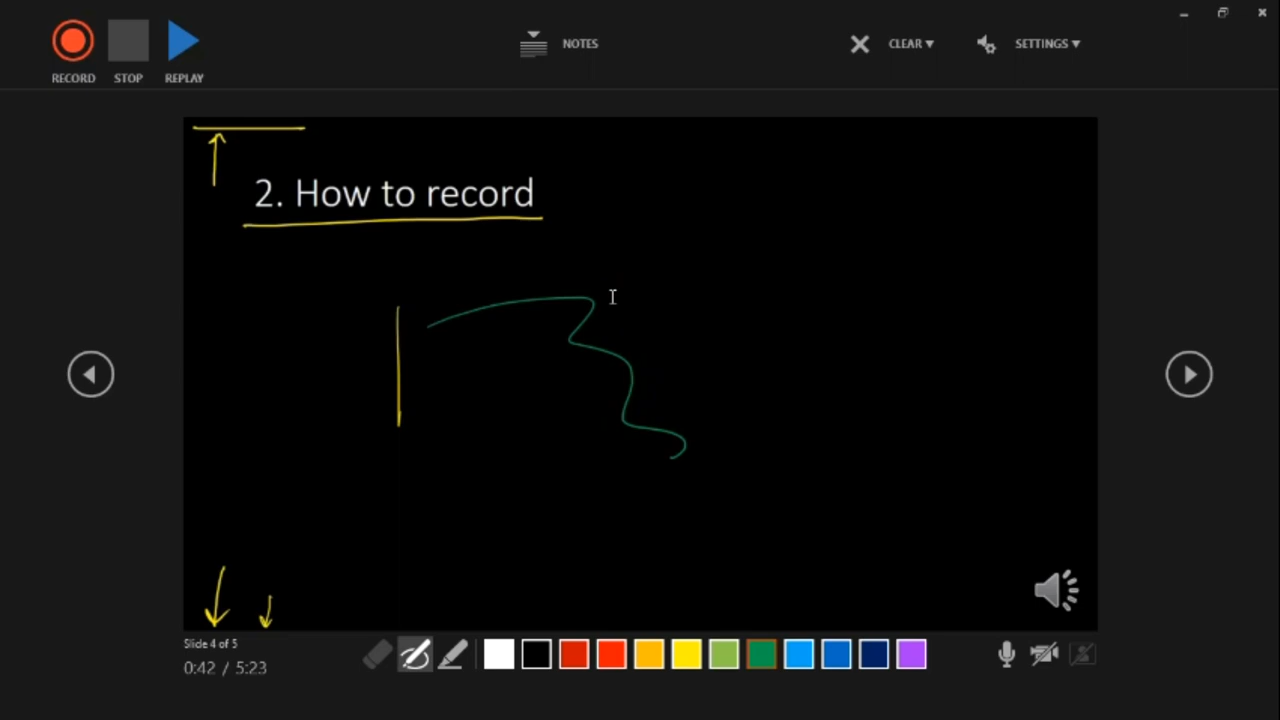 RECORD
STOP
REPLAY
NOTES
CLEAR
SETTINGS
2. How to record
Slide 4 of 5
0:42 / 5:23